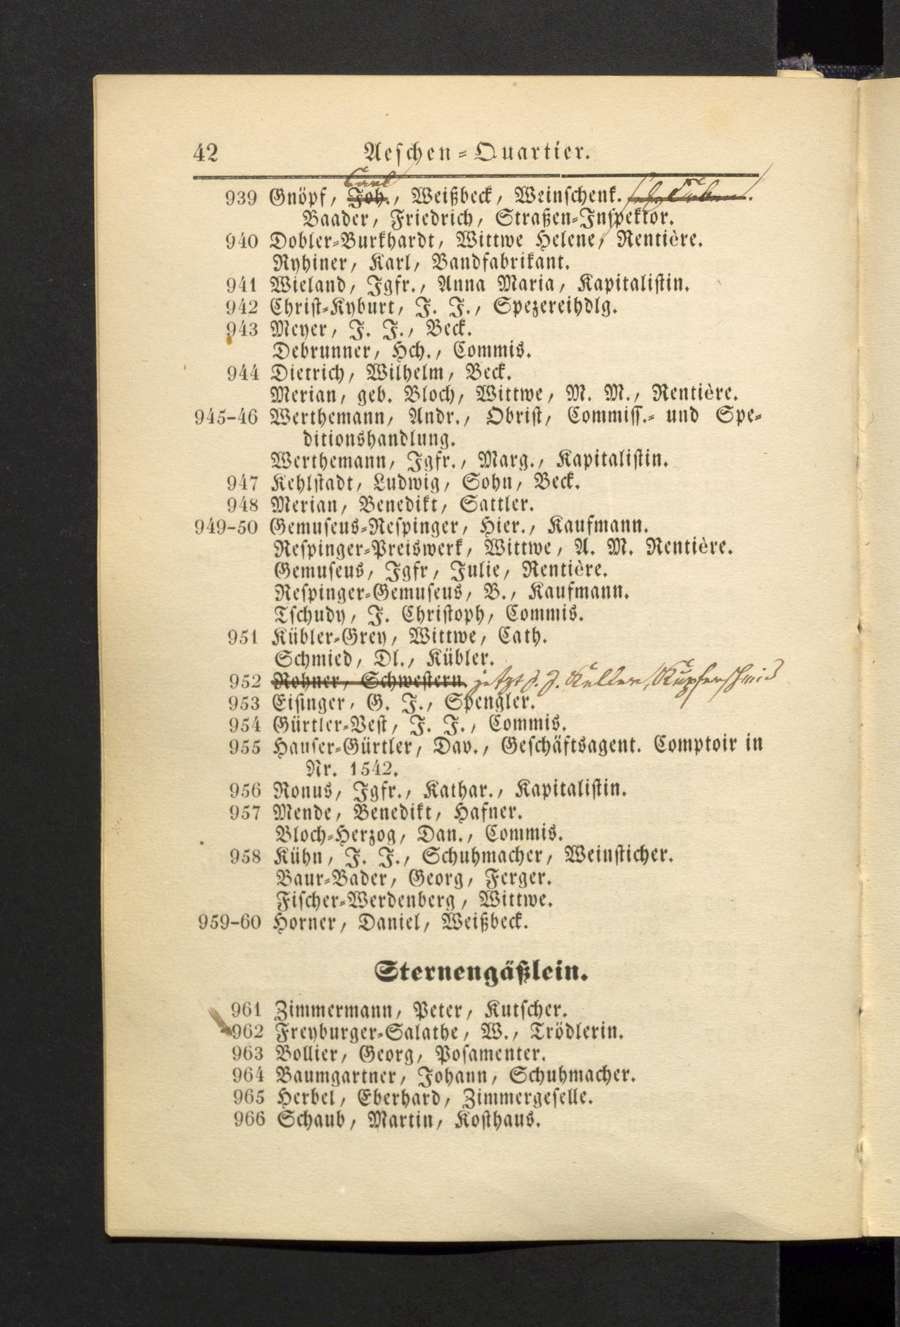 42 Aeschen-Quartier.
Carl
939 Gnöpf, Joh., Weißbeck, Weinschenk.
Baader, Friedrich, Straßen-Inspektor.
940 Dobler-Burkhardt, Wittwe Helene, Rentière.
Ryhiner, Karl, Bandfabrikant.
941 Wieland, Jgfr., Anna Maria, Kapitalistin.
942 Christ-Kyburt, J. J., Spezereihdlg.
943 Meyer, J. J., Beck.
Debrunner, Hch., Commis.
944 Dietrich, Wilhelm, Beck.
Merian, geb. Bloch, Wittwe, M. M., Rentière.
945-46 Werthemann, Andr., Obrist, Commiss.- und Spe-
ditionshandlung.
Werthemann, Jgfr., Marg., Kapitalistin.
947 Kehlstadt, Ludwig, Sohn, Beck.
948 Merian, Benedikt, Sattler.
949-50 Gemuseus-Respinger, Hier., Kaufmann.
Respinger-Preiswerk, Wittwe, A. M. Rentière.
Gemuseus, Jgfr, Julie, Rentière.
Respinger-Gemuseus, B., Kaufmann.
Tschudy, J. Christoph, Commis.
951 Kübler-Grey, Wittwe, Cath.
Schmied, Dl., Kübler.
952 Rohner, Schwestern jetzt J. J. Keller, Kupferschmid
953 Eisinger, G. J., Spengler.
954 Gürtler-Vest, J. J., Commis.
955 Hauser-Gürtler, Dav., Geschäftsagent. Comptoir in
Nr. 1542.
956 Ronus, Jgfr., Kathar., Kapitalistin.
957 Mende, Benedikt, Hafner.
Bloch-Herzog, Dan., Commis.
958 Kühn, J. J., Schuhmacher, Weinsticher.
Baur-Bader, Georg, Ferger.
Fischer-Werdenberg, Wittwe.
959-60 Horner, Daniel, Weißbeck.
Sternengäßlein.
961 Zimmermann, Peter, Kutscher.
962 Freyburger-Salathe, W., Trödlerin.
963 Bollier, Georg, Posamenter.
964 Baumgartner, Johann, Schuhmacher.
965 Herbel, Eberhard, Zimmergeselle.
966 Schaub, Martin, Kosthaus.